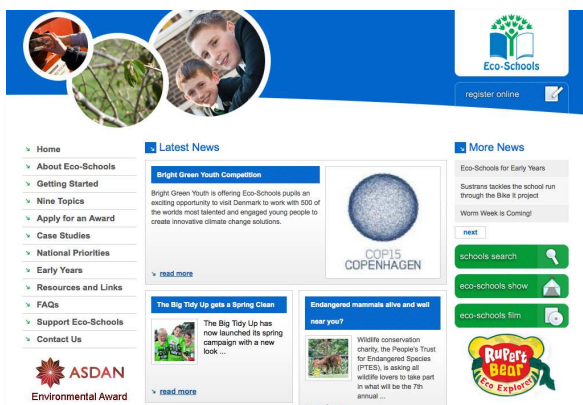 Eco-Schools
register online
Home
About Eco-Schools
Getting Started
Nine Topics
Apply for an Award
Case Studies
National Priorities
Early Years
Resources and Links
FAQs
Support Eco-Schools
Contact Us
ASDAN
Environmental Award
Latest News
Bright Green Youth Competition
Bright Green Youth is offering Eco-Schools pupils an
exciting opportunity to visit Denmark to work with 500 of
the worlds most talented and engaged young people to
create innovative climate change solutions.
read more
COP15
COPENHAGEN
The Big Tidy Up gets a Spring Clean
The Big Tidy Up has
now launched its spring
campaign with a new
look ...
read more
Endangered mammals alive and well
near you?
Wildlife conservation
charity, the People's Trust
for Endangered Species
(PTES), is asking all
wildlife lovers to take part
in what will be the 7th
annual ...
More News
Eco-Schools for Early Years
Sustrans tackles the school run
through the Bike It project
Worm Week is Coming!
next
schools search
eco-schools show
eco-schools film
RUPERT
BEAR
Eco Explorer